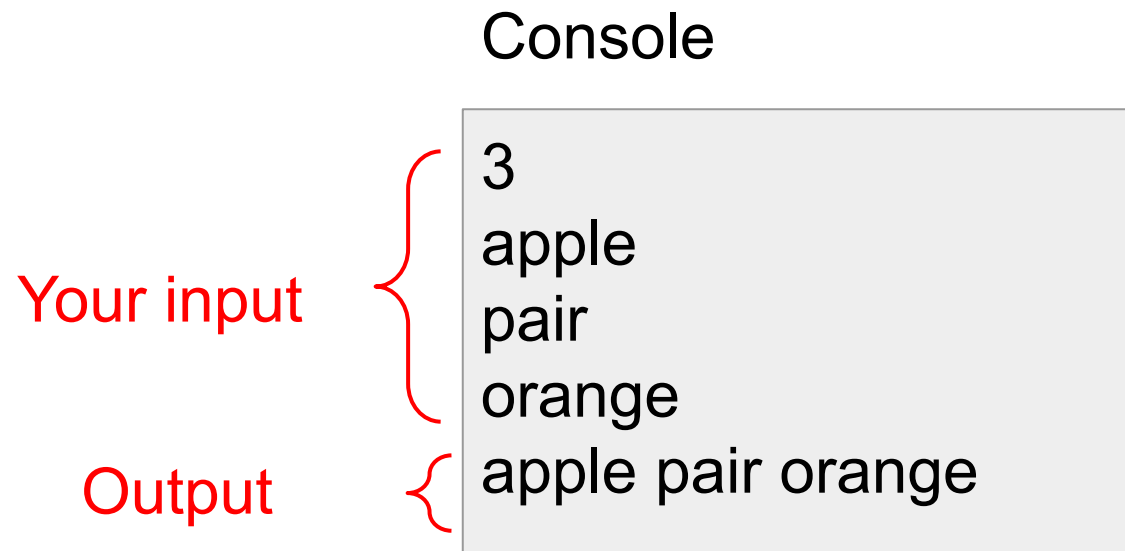 Console
3
apple
pair
orange
apple pair orange
Your input
Output